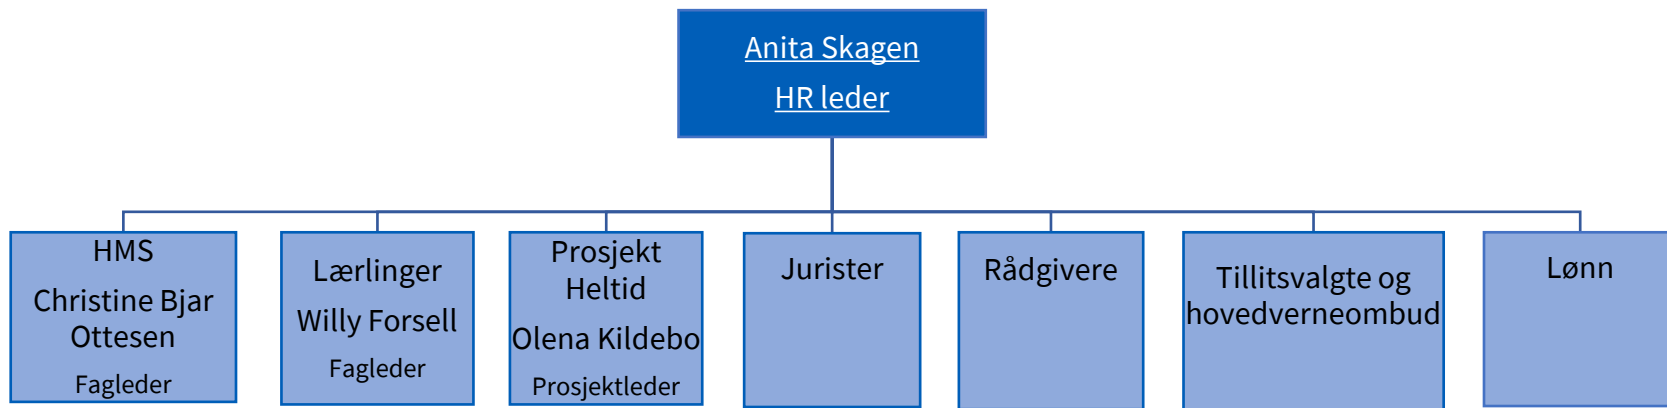 Anita Skagen
HR leder
HMS
Christine Bjar
Ottesen
Fagleder
Lærlinger
Willy Forsell
Fagleder
Prosjekt
Heltid
Olena Kildebo
Prosjektleder
Jurister
Rådgivere
Tillitsvalgte og
hovedverneombud
Lønn